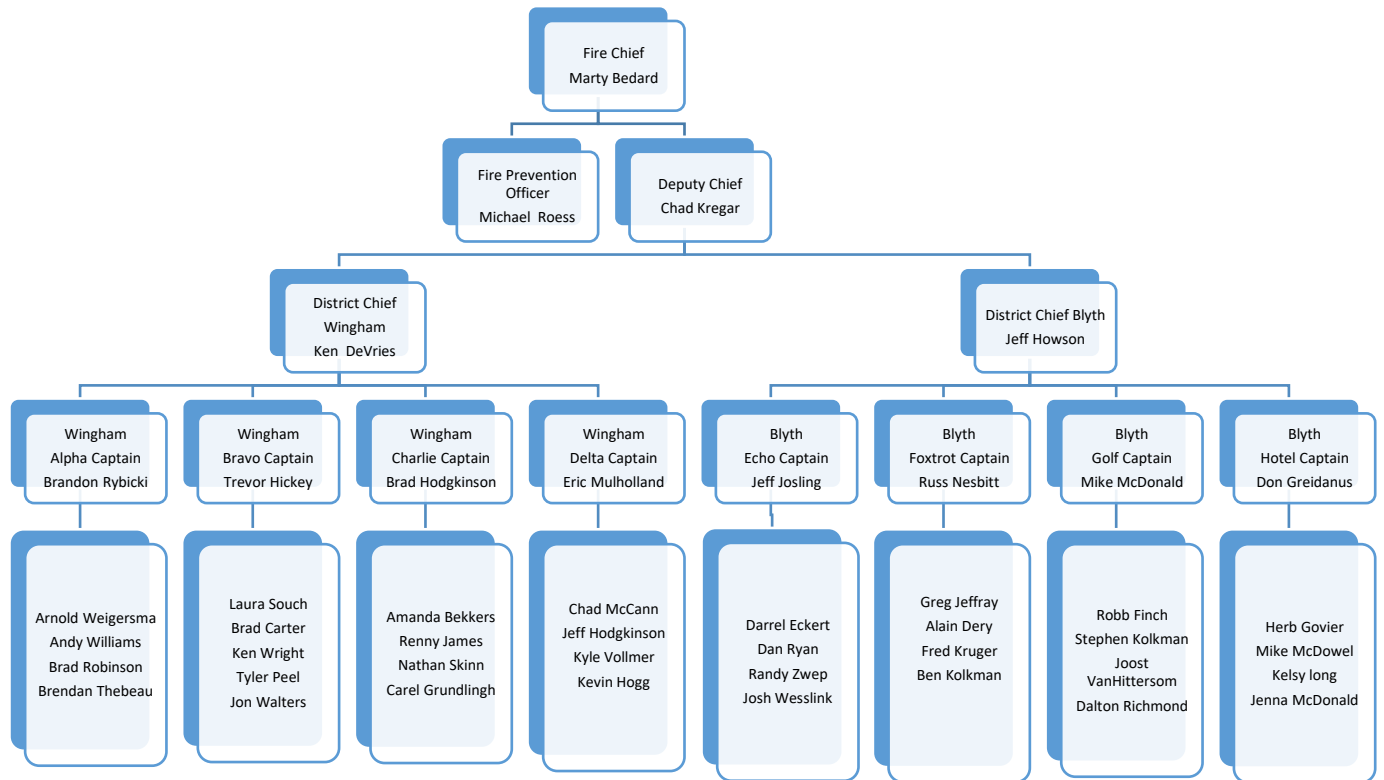 Fire Chief
Marty Bedard
Fire Prevention
Officer
Michael Roess
Deputy Chief
Chad Kregar
District Chief
Wingham
Ken DeVries
District Chief Blyth
Jeff Howson
Wingham
Alpha Captain
Brandon Rybicki
Wingham
Bravo Captain
Trevor Hickey
Wingham
Charlie Captain
Brad Hodgkinson
Wingham
Delta Captain
Eric Mulholland
Blyth
Echo Captain
Jeff Josling
Blyth
Foxtrot Captain
Russ Nesbitt
Blyth
Golf Captain
Mike McDonald
Blyth
Hotel Captain
Don Greidanus
Arnold Weigersma
Andy Williams
Brad Robinson
Brendan Thebeau
Laura Souch
Brad Carter
Ken Wright
Tyler Peel
Jon Walters
Amanda Bekkers
Renny James
Nathan Skinn
Carel Grundlingh
Chad McCann
Jeff Hodgkinson
Kyle Vollmer
Kevin Hogg
Darrel Eckert
Dan Ryan
Randy Zwep
Josh Wesslink
Greg Jeffray
Alain Dery
Fred Kruger
Ben Kolkman
Robb Finch
Stephen Kolkman
Joost
VanHittersom
Dalton Richmond
Herb Govier
Mike McDowel
Kelsy long
Jenna McDonald